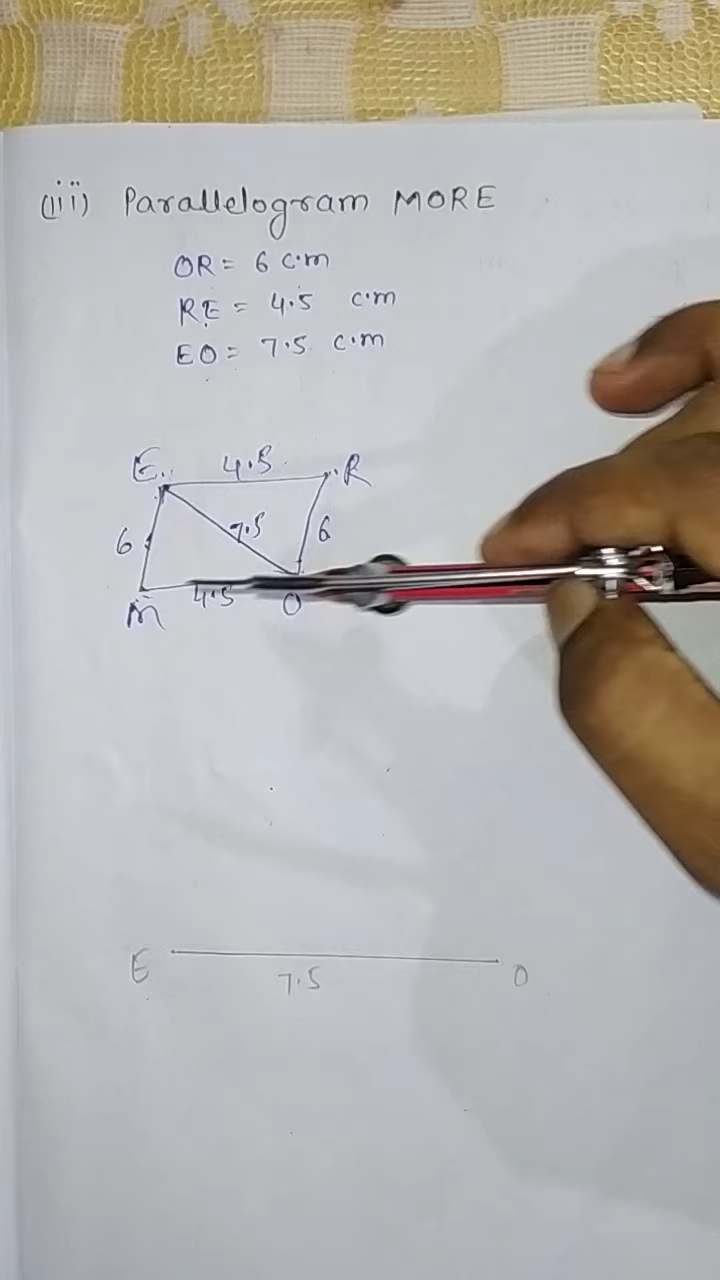 (iii) Parallelogram MORE
OR = 6 c.m
RE = 4.5 c.m
EO = 7.5 c.m
E 4.5 R
6 7.5 6
M 4.5 O
E 7.5 O